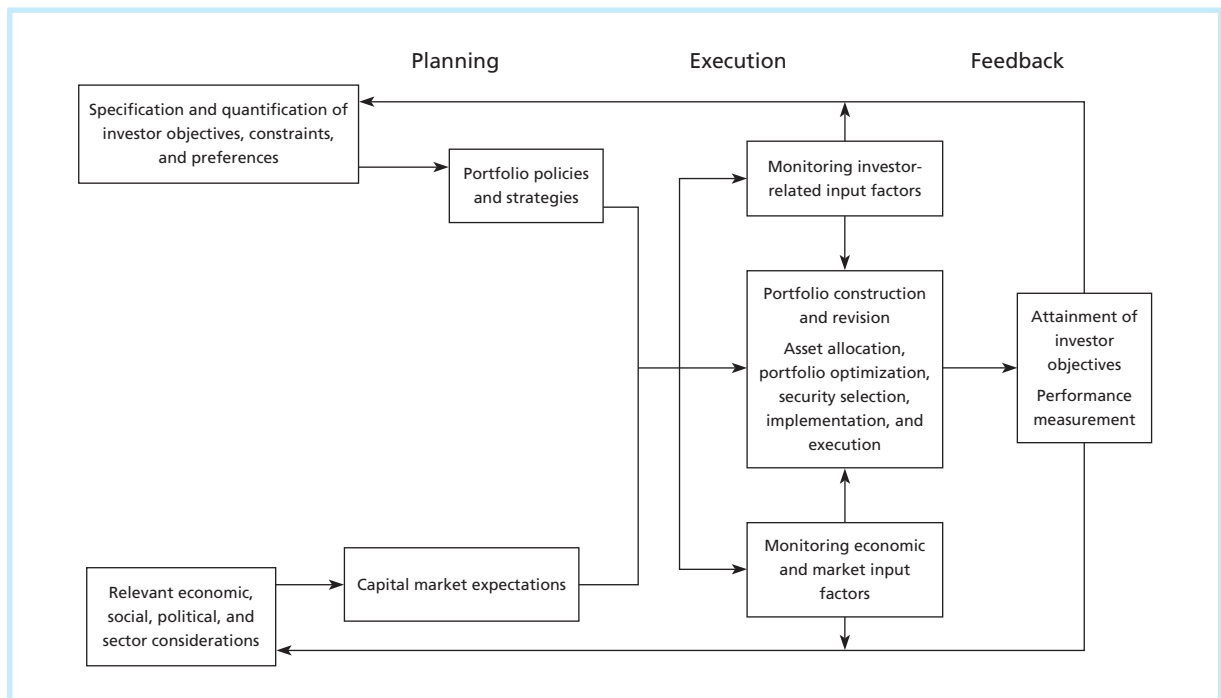 Planning
Execution
Feedback
Specification and quantification of
investor objectives, constraints,
and preferences
Portfolio policies
and strategies
Monitoring investor-
related input factors
Portfolio construction
and revision
Asset allocation,
portfolio optimization,
security selection,
implementation, and
execution
Attainment of
investor
objectives
Performance
measurement
Relevant economic,
social, political, and
sector considerations
Capital market expectations
Monitoring economic
and market input
factors